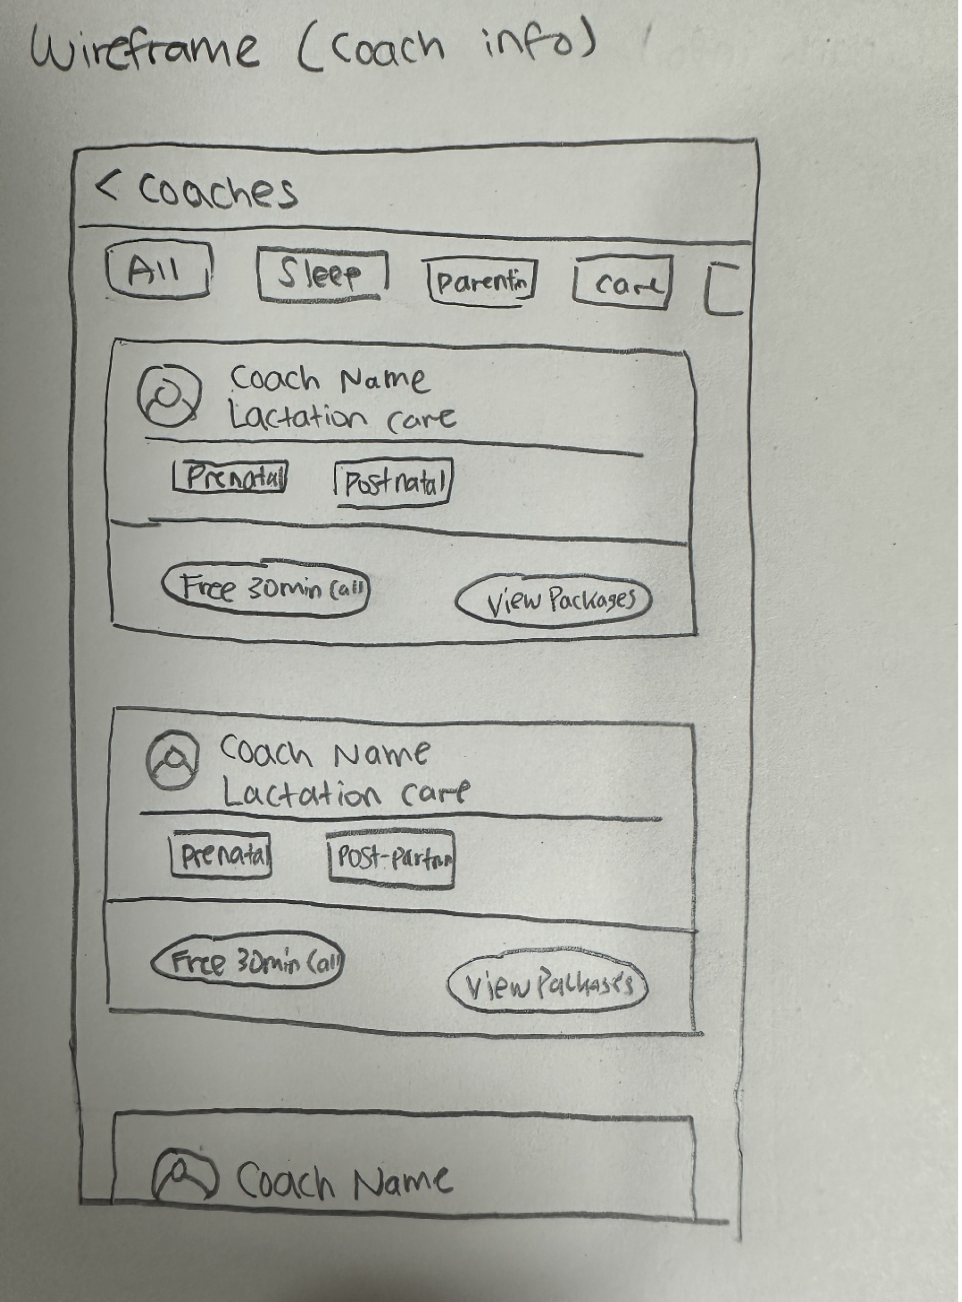 Wireframe (coach info)
< Coaches
All Sleep Parentin Care
Coach Name
Lactation care
Prenatal Postnatal
Free 30min Call View Packages
Coach Name
Lactation care
Prenatal Post-partm
Free 30min Call View Packages
Coach Name